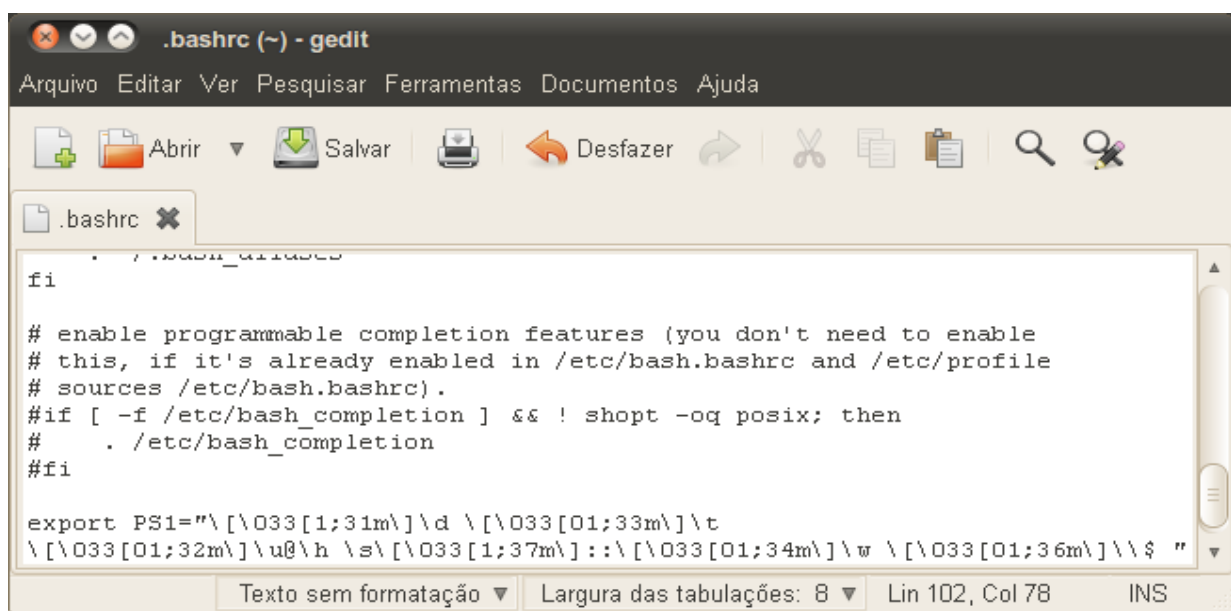 .bashrc (~) - gedit
Arquivo Editar Ver Pesquisar Ferramentas Documentos Ajuda
Abrir Salvar Desfazer
.bashrc
. ~/.bash_aliases
fi
# enable programmable completion features (you don't need to enable
# this, if it's already enabled in /etc/bash.bashrc and /etc/profile
# sources /etc/bash.bashrc).
#if [ -f /etc/bash_completion ] && ! shopt -oq posix; then
#    . /etc/bash_completion
#fi
export PS1="\[\033[1;31m\]\d \[\033[01;33m\]\t
\[\033[01;32m\]\u@\h \s\[\033[1;37m\]::\[\033[01;34m\]\w \[\033[01;36m\]\\$ "
Texto sem formatação Largura das tabulações: 8 Lin 102, Col 78 INS